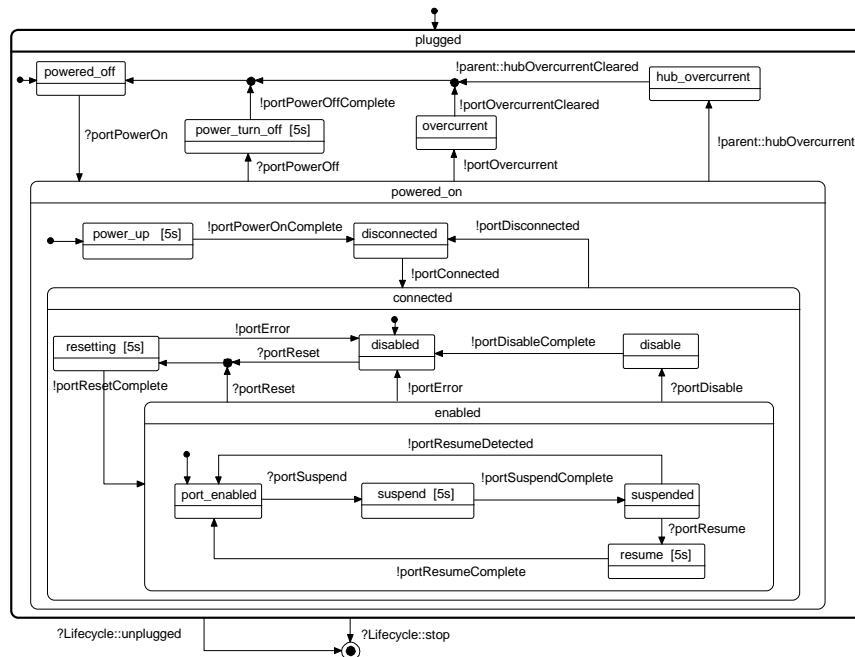 plugged
powered_off
!parent::hubOvercurrentCleared
hub_overcurrent
!portPowerOffComplete
!portOvercurrentCleared
power_turn_off [5s]
overcurrent
?portPowerOn
!parent::hubOvercurrent
?portPowerOff
!portOvercurrent
powered_on
power_up [5s]
!portPowerOnComplete
disconnected
!portDisconnected
!portConnected
connected
!portError
resetting [5s]
disabled
!portDisableComplete
disable
?portReset
!portResetComplete
?portReset
!portError
?portDisable
enabled
!portResumeDetected
?portSuspend
!portSuspendComplete
port_enabled
suspend [5s]
suspended
?portResume
resume [5s]
!portResumeComplete
?Lifecycle::unplugged
?Lifecycle::stop